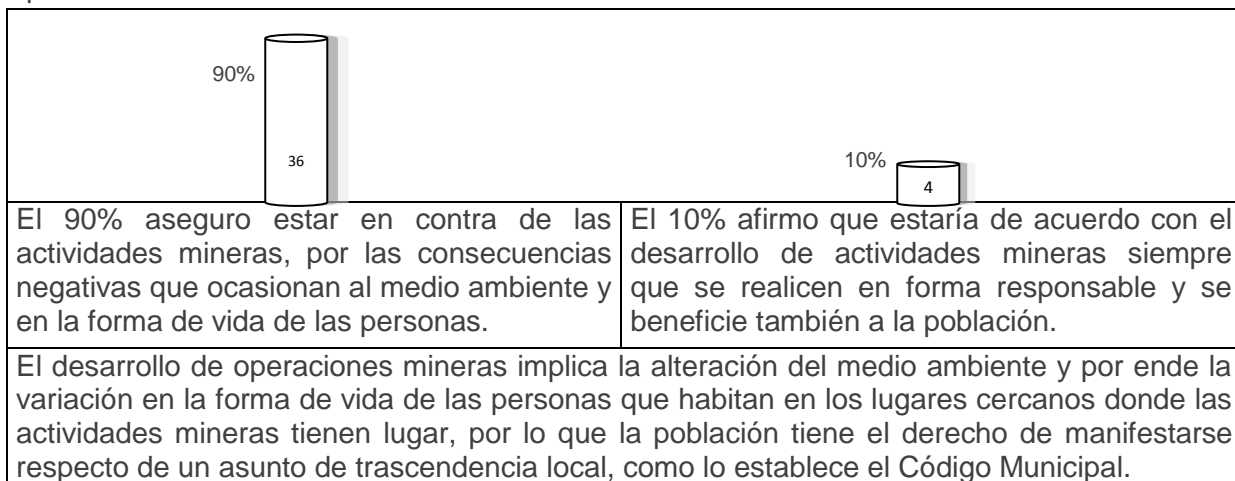 90%
36
10%
4
El 90% aseguro estar en contra de las
actividades mineras, por las consecuencias
negativas que ocasionan al medio ambiente y
en la forma de vida de las personas.
El 10% afirmo que estaría de acuerdo con el
desarrollo de actividades mineras siempre
que se realicen en forma responsable y se
beneficie también a la población.
El desarrollo de operaciones mineras implica la alteración del medio ambiente y por ende la
variación en la forma de vida de las personas que habitan en los lugares cercanos donde las
actividades mineras tienen lugar, por lo que la población tiene el derecho de manifestarse
respecto de un asunto de trascendencia local, como lo establece el Código Municipal.